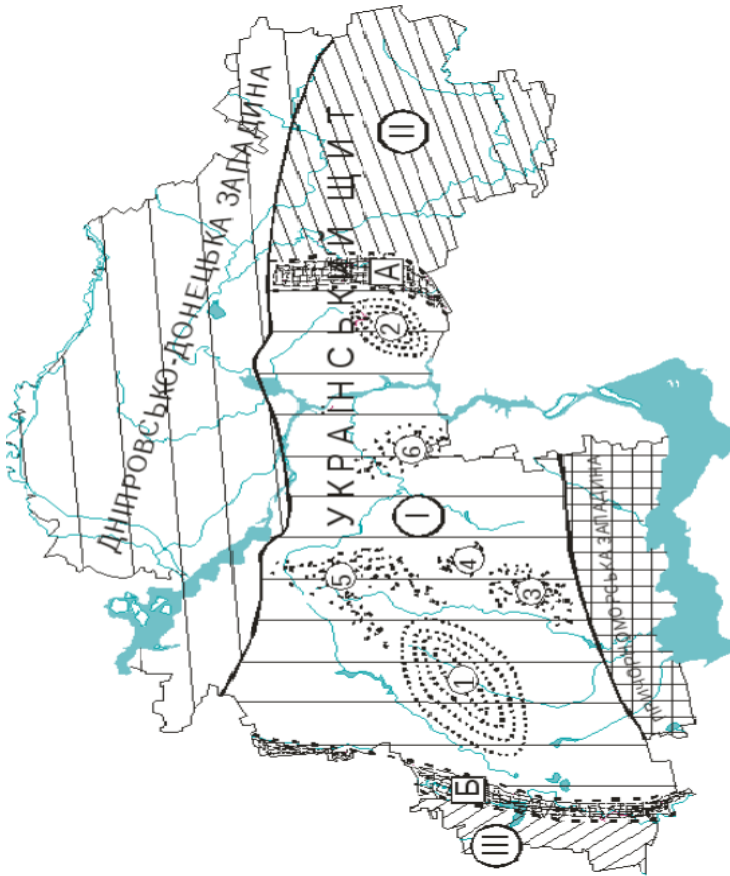 ДНІПРОВСЬКО-ДОНЕЦЬКА ЗАПАДИНА
УКРАЇНСЬКИЙ ЩИТ
II
А
2
6
I
5
4
3
1
Б
III
ПРИЧОРНОМОРСЬКА ЗАПАДИНА